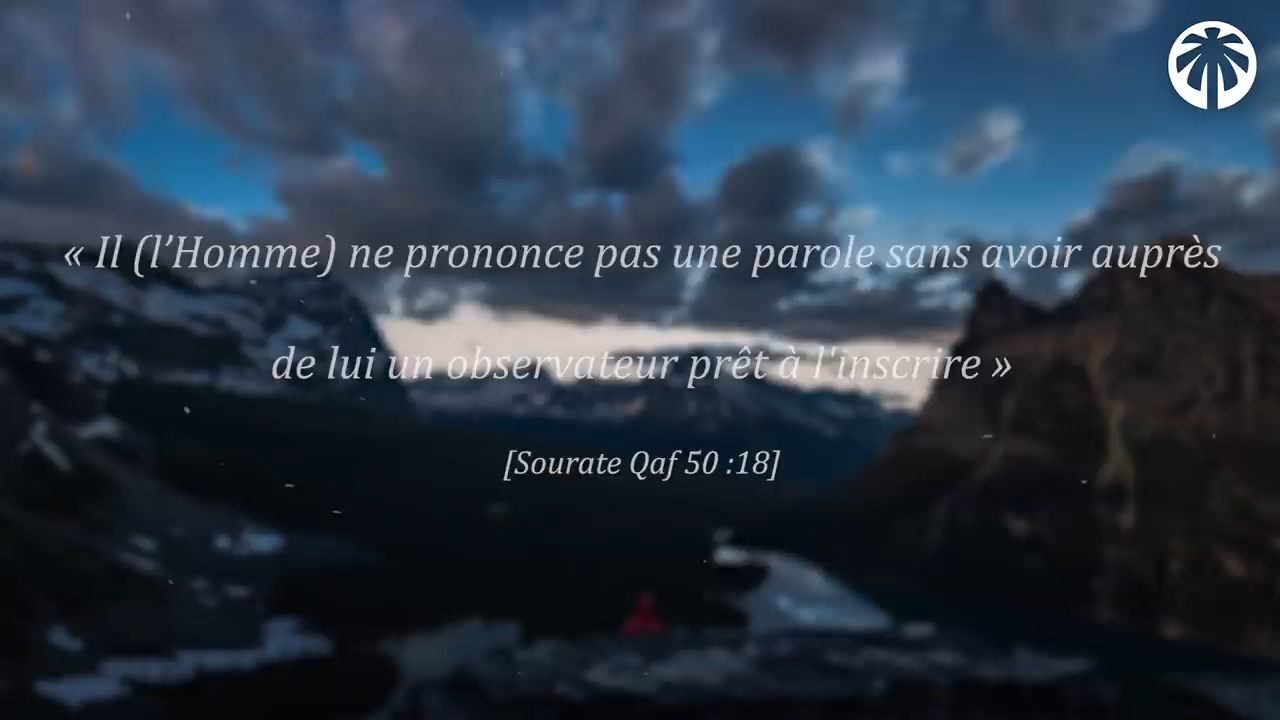 « Il (l’Homme) ne prononce pas une parole sans avoir auprès
de lui un observateur prêt à l'inscrire »
[Sourate Qaf 50 :18]